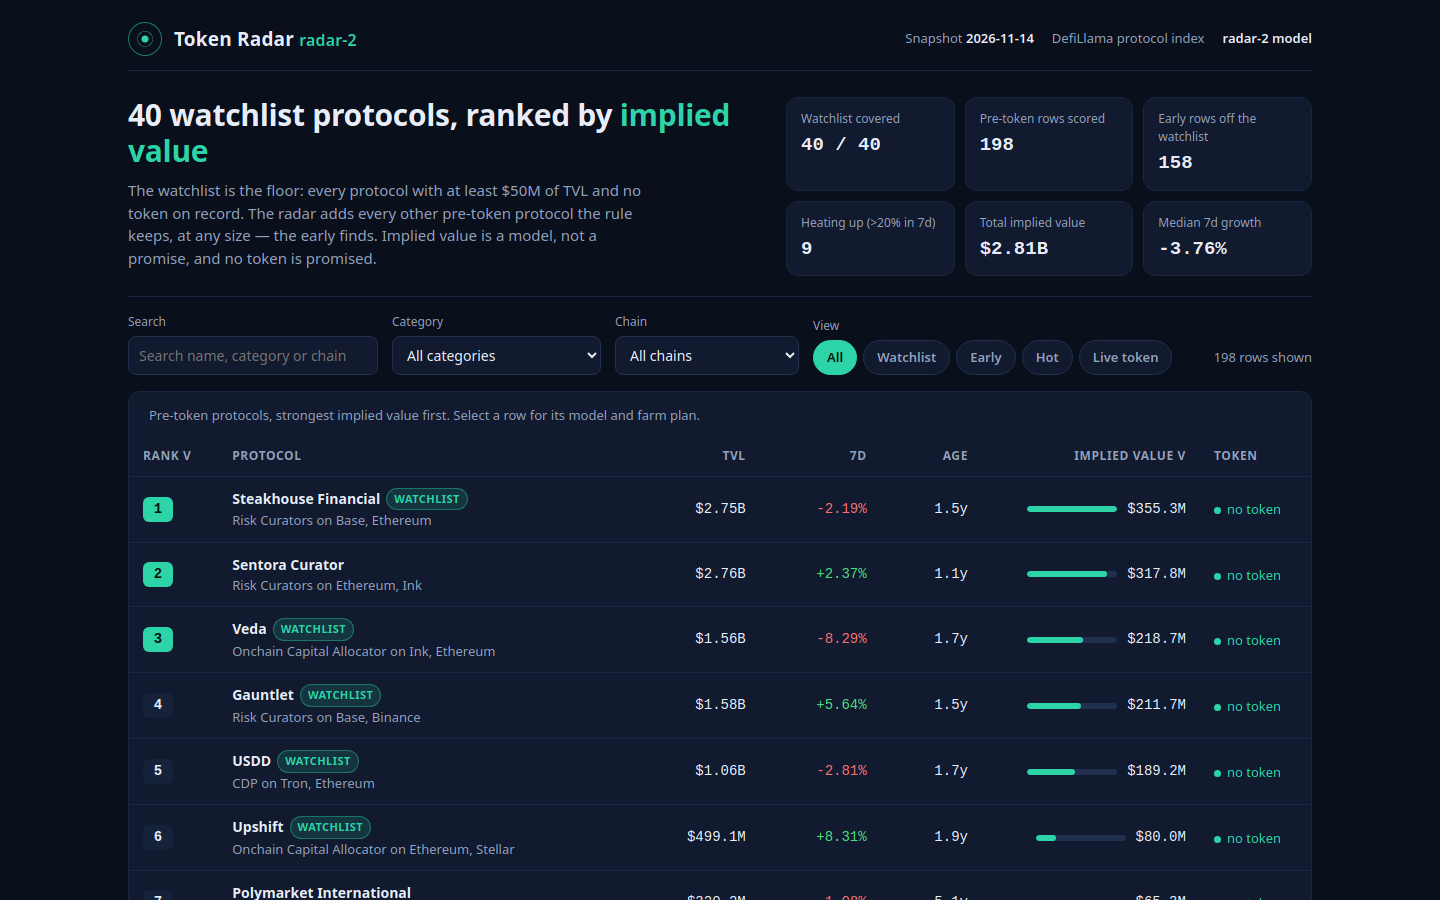 Token Radar radar-2
Snapshot 2026-11-14 DefiLlama protocol index radar-2 model
40 watchlist protocols, ranked by implied
value
The watchlist is the floor: every protocol with at least $50M of TVL and no
token on record. The radar adds every other pre-token protocol the rule
keeps, at any size — the early finds. Implied value is a model, not a
promise, and no token is promised.
Watchlist covered
40 / 40
Pre-token rows scored
198
Early rows off the
watchlist
158
Heating up (>20% in 7d)
9
Total implied value
$2.81B
Median 7d growth
-3.76%
Search
Search name, category or chain
Category
All categories
Chain
All chains
View
All Watchlist Early Hot Live token
198 rows shown
Pre-token protocols, strongest implied value first. Select a row for its model and farm plan.
RANK V PROTOCOL TVL 7D AGE IMPLIED VALUE V TOKEN
1 Steakhouse Financial WATCHLIST $2.75B -2.19% 1.5y $355.3M no token
Risk Curators on Base, Ethereum
2 Sentora Curator $2.76B +2.37% 1.1y $317.8M no token
Risk Curators on Ethereum, Ink
3 Veda WATCHLIST $1.56B -8.29% 1.7y $218.7M no token
Onchain Capital Allocator on Ink, Ethereum
4 Gauntlet WATCHLIST $1.58B +5.64% 1.5y $211.7M no token
Risk Curators on Base, Binance
5 USDD WATCHLIST $1.06B -2.81% 1.7y $189.2M no token
CDP on Tron, Ethereum
6 Upshift WATCHLIST $499.1M +8.31% 1.9y $80.0M no token
Onchain Capital Allocator on Ethereum, Stellar
Polymarket International